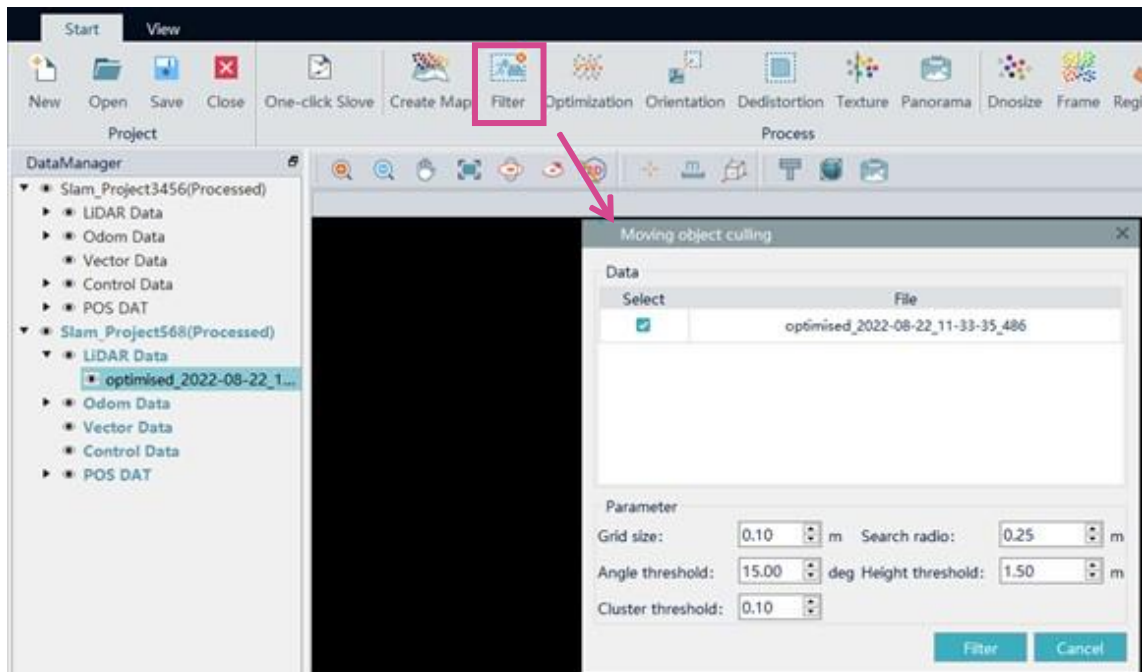 Start View
New Open Save Close One-click Slove Create Map Filter Optimization Orientation Dedistortion Texture Panorama Dnosize Frame Regi
Project Process
DataManager
Slam_Project3456(Processed)
LiDAR Data
Odom Data
Vector Data
Control Data
POS DAT
Slam_Project568(Processed)
LiDAR Data
optimised_2022-08-22_1...
Odom Data
Vector Data
Control Data
POS DAT
3D
Moving object culling
Data
Select File
optimised_2022-08-22_11-33-35_486
Parameter
Grid size: 0.10 m Search radio: 0.25 m
Angle threshold: 15.00 deg Height threshold: 1.50 m
Cluster threshold: 0.10
Filter Cancel